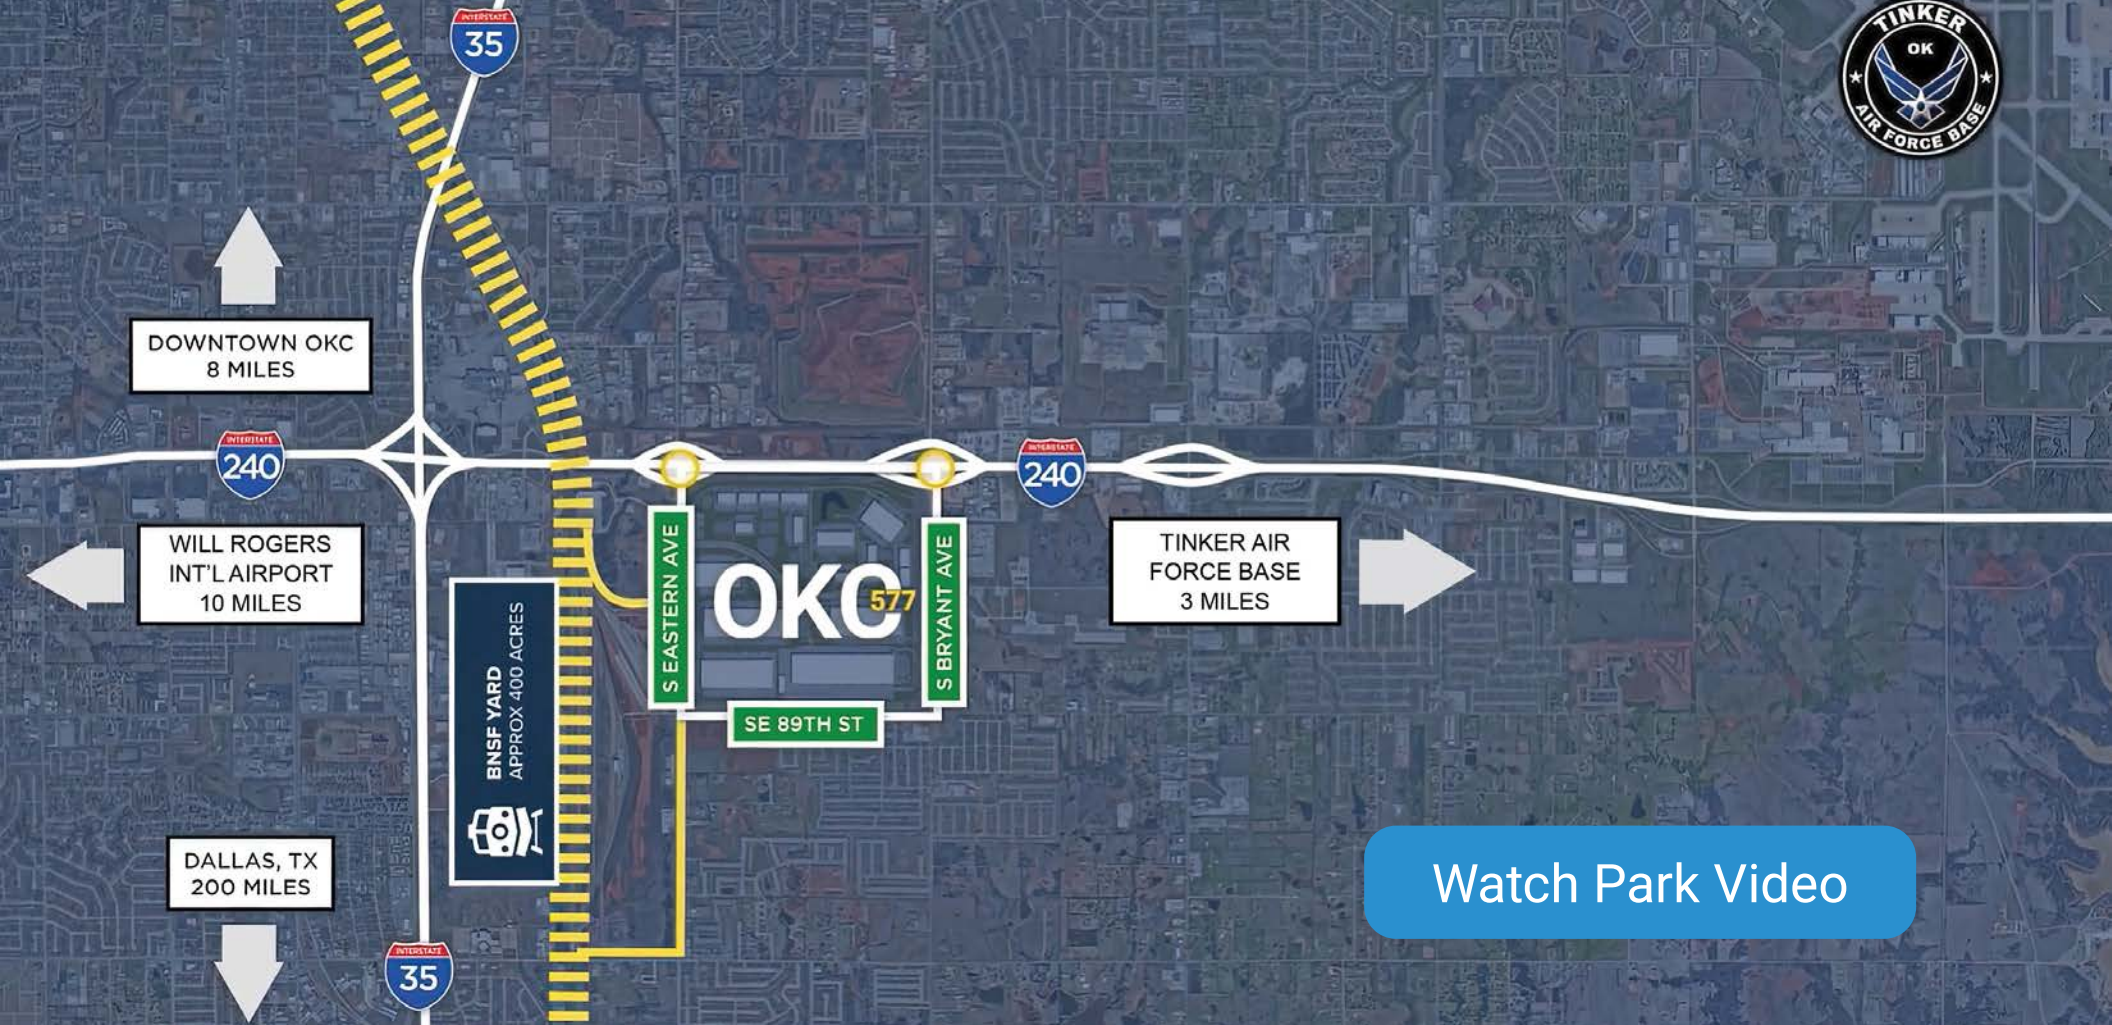 INTERSTATE
35
TINKER
OK
AIR FORCE BASE
DOWNTOWN OKC
8 MILES
INTERSTATE
240
INTERSTATE
240
WILL ROGERS
INT'L AIRPORT
10 MILES
TINKER AIR
FORCE BASE
3 MILES
S EASTERN AVE
OKC
577
S BRYANT AVE
BNSF YARD
APPROX 400 ACRES
SE 89TH ST
DALLAS, TX
200 MILES
Watch Park Video
INTERSTATE
35